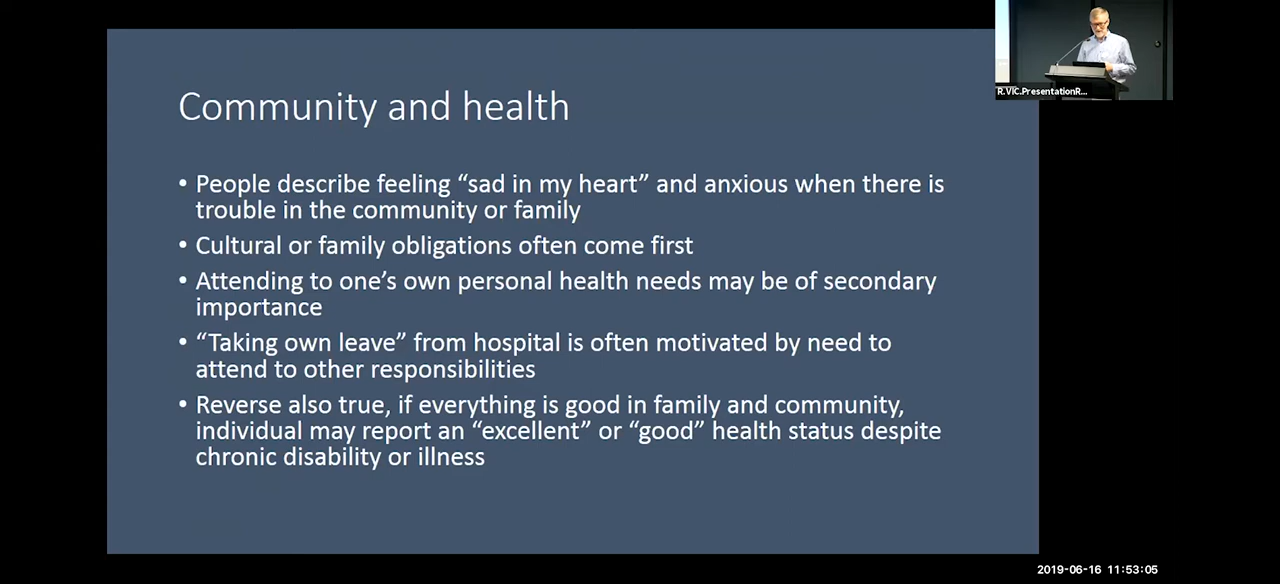 Community and health
• People describe feeling “sad in my heart” and anxious when there is
trouble in the community or family
• Cultural or family obligations often come first
• Attending to one’s own personal health needs may be of secondary
importance
• “Taking own leave” from hospital is often motivated by need to
attend to other responsibilities
• Reverse also true, if everything is good in family and community,
individual may report an “excellent” or “good” health status despite
chronic disability or illness
R.VIC.PresentationR...
2019-06-16 11:53:05